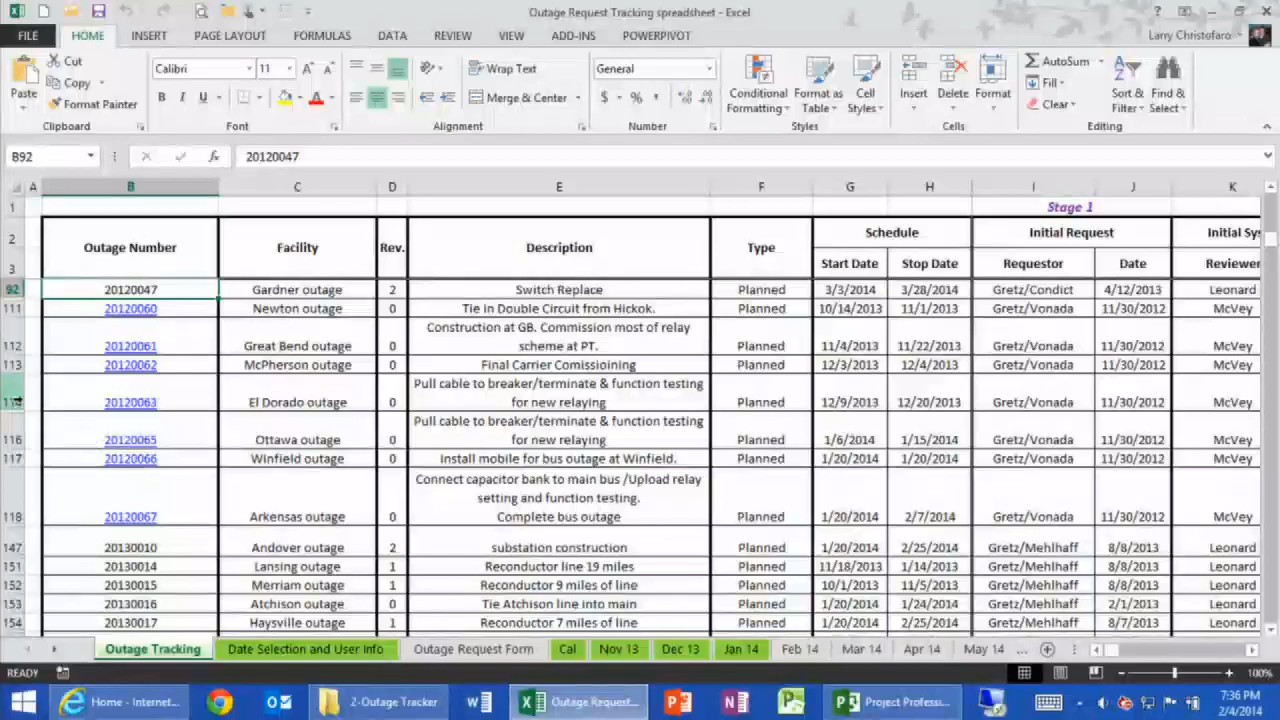 Outage Request Tracking spreadsheet - Excel
FILE HOME INSERT PAGE LAYOUT FORMULAS DATA REVIEW VIEW ADD-INS POWERPIVOT Larry Christofaro
Paste Cut Copy Format Painter
Calibri 11 B I U A
Wrap Text
Merge & Center
General
$ % ,
Conditional Formatting Format as Table Cell Styles
Insert Delete Format
AutoSum Fill Clear
Sort & Filter Find & Select
Clipboard Font Alignment Number Styles Cells Editing
B92 fx 20120047
A B C D E F G H I J K
1 Stage 1
2 Outage Number Facility Rev. Description Type Schedule Initial Request Initial Sys
3 Start Date Stop Date Requestor Date Reviewer
92 20120047 Gardner outage 2 Switch Replace Planned 3/3/2014 3/28/2014 Gretz/Condict 4/12/2013 Leonard
111 20120060 Newton outage 0 Tie in Double Circuit from Hickok. Planned 10/14/2013 11/1/2013 Gretz/Vonada 11/30/2012 McVey
Construction at GB. Commission most of relay
112 20120061 Great Bend outage 0 scheme at PT. Planned 11/4/2013 11/22/2013 Gretz/Vonada 11/30/2012 McVey
113 20120062 McPherson outage 0 Final Carrier Comissioining Planned 12/3/2013 12/4/2013 Gretz/Vonada 11/30/2012 McVey
Pull cable to breaker/terminate & function testing
114 20120063 El Dorado outage 0 for new relaying Planned 12/9/2013 12/20/2013 Gretz/Vonada 11/30/2012 McVey
Pull cable to breaker/terminate & function testing
116 20120065 Ottawa outage 0 for new relaying Planned 1/6/2014 1/15/2014 Gretz/Vonada 11/30/2012 McVey
117 20120066 Winfield outage 0 Install mobile for bus outage at Winfield. Planned 1/20/2014 1/20/2014 Gretz/Vonada 11/30/2012 McVey
Connect capacitor bank to main bus /Upload relay
setting and function testing.
118 20120067 Arkensas outage 0 Complete bus outage Planned 1/20/2014 2/7/2014 Gretz/Vonada 11/30/2012 McVey
147 20130010 Andover outage 2 substation construction Planned 1/20/2014 2/25/2014 Gretz/Mehlhaff 8/8/2013 Leonard
151 20130014 Lansing outage 1 Reconductor line 19 miles Planned 11/18/2013 1/14/2013 Gretz/Mehlhaff 8/8/2013 Leonard
152 20130015 Merriam outage 1 Reconductor 9 miles of line Planned 10/1/2013 11/5/2013 Gretz/Mehlhaff 8/8/2013 Leonard
153 20130016 Atchison outage 0 Tie Atchison line into main Planned 1/20/2014 1/24/2014 Gretz/Mehlhaff 2/1/2013 Leonard
154 20130017 Haysville outage 1 Reconductor 7 miles of line Planned 1/20/2014 2/25/2014 Gretz/Mehlhaff 8/7/2013 Leonard
Outage Tracking Date Selection and User Info Outage Request Form Cal Nov 13 Dec 13 Jan 14 Feb 14 Mar 14 Apr 14 May 14 ...
READY 100%
Home - Internet... 2-Outage Tracker Outage Request... Project Profess... 7:36 PM
2/4/2014